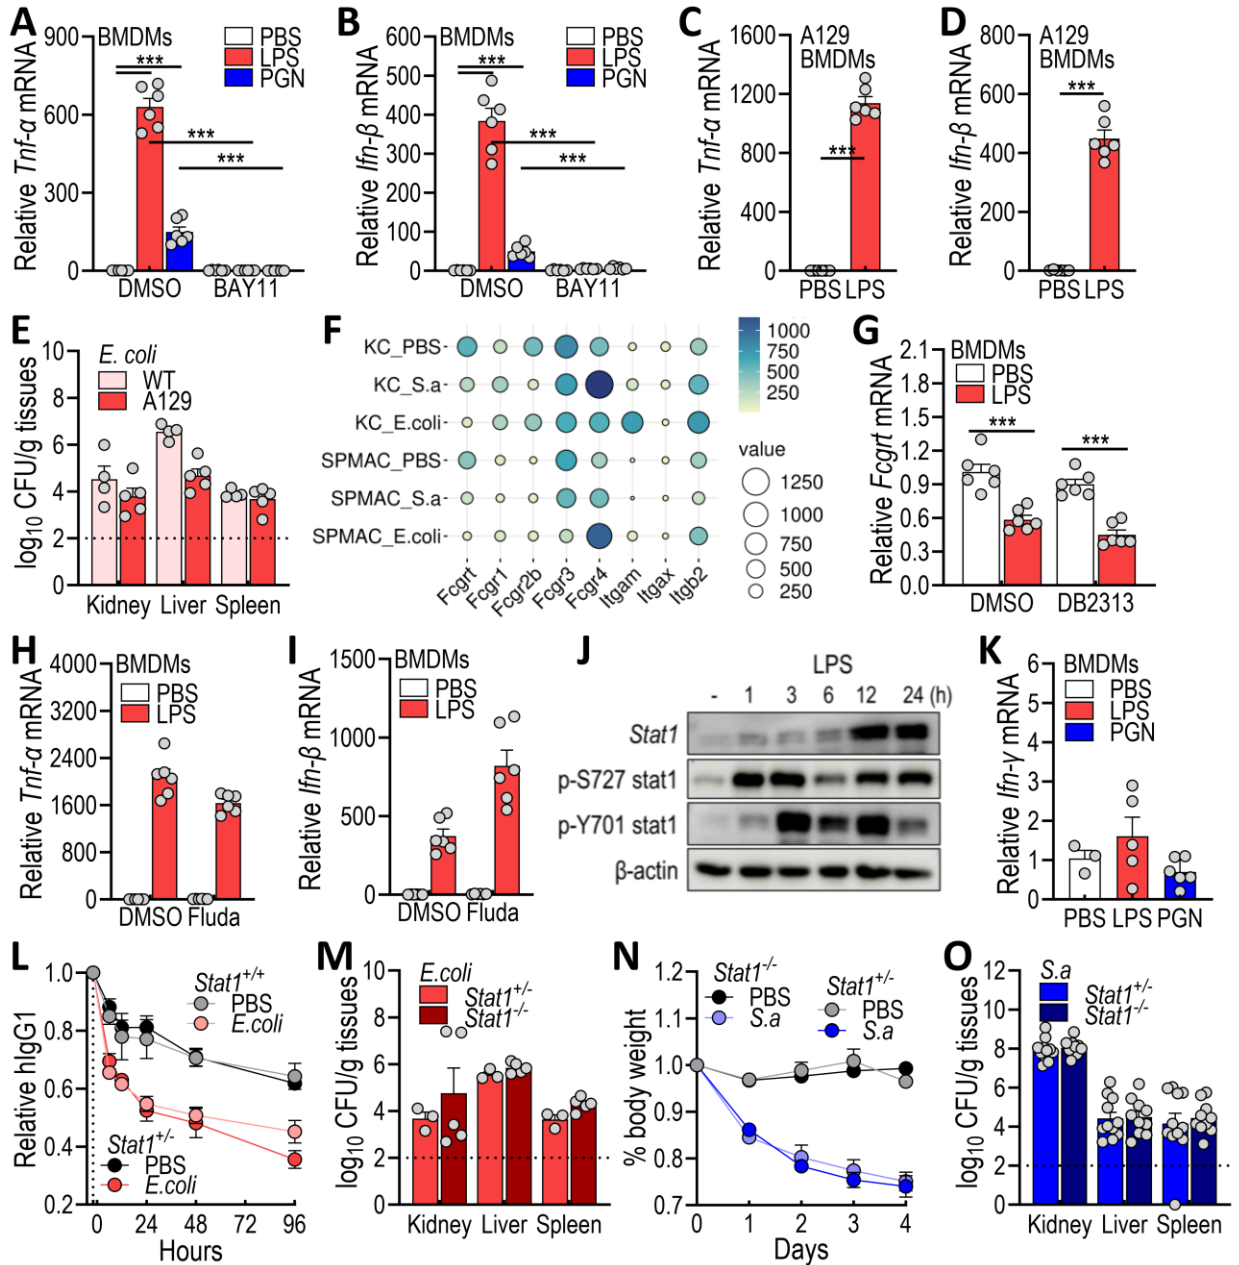 A
BMDMs
PBS
LPS
PGN
Relative Tnf-α mRNA
900
600
300
0
***
***
***
DMSO
BAY11
B
BMDMs
PBS
LPS
PGN
Relative Ifn-β mRNA
600
500
400
300
200
100
0
***
***
***
DMSO
BAY11
C
A129
BMDMs
Relative Tnf-α mRNA
1600
1200
800
400
0
***
PBS LPS
D
A129
BMDMs
Relative Ifn-β mRNA
800
600
400
200
0
***
PBS LPS
E
E. coli
WT
A129
log10 CFU/g tissues
10
8
6
4
2
0
Kidney Liver Spleen
F
KC_PBS
KC_S.a
KC_E.coli
SPMAC_PBS
SPMAC_S.a
SPMAC_E.coli
Fcgrt
Fcgr1
Fcgr2b
Fcgr3
Fcgr4
Itgam
Itgax
Itgb2
1000
750
500
250
value
1250
1000
750
500
250
G
BMDMs
PBS
LPS
Relative Fcgrt mRNA
2.1
1.8
1.5
1.2
0.9
0.6
0.3
0.0
***
***
DMSO
DB2313
H
BMDMs
PBS
LPS
Relative Tnf-α mRNA
4000
3200
2400
1600
800
0
DMSO Fluda
I
BMDMs
PBS
LPS
Relative Ifn-β mRNA
1500
1000
500
0
DMSO Fluda
J
LPS
- 1 3 6 12 24 (h)
Stat1
p-S727 stat1
p-Y701 stat1
β-actin
K
BMDMs
PBS
LPS
PGN
Relative Ifn-γ mRNA
6
5
4
3
2
1
0
PBS LPS PGN
L
Stat1+/+
PBS
E.coli
Stat1+/-
PBS
E.coli
Relative hIgG1
1.0
0.8
0.6
0.4
0.2
0 24 48 72 96
Hours
M
E.coli
Stat1+/-
Stat1-/-
log10 CFU/g tissues
10
8
6
4
2
0
Kidney Liver Spleen
N
Stat1-/-
PBS
S.a
Stat1+/-
PBS
S.a
% body weight
1.2
1.1
1.0
0.9
0.8
0.7
0 1 2 3 4
Days
O
S.a
Stat1+/-
Stat1-/-
log10 CFU/g tissues
12
10
8
6
4
2
0
Kidney Liver Spleen